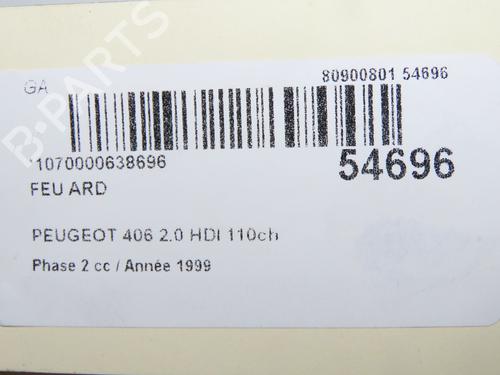 B-PARTS
GA
80900801 54696
*1070000638696
54696
FEU ARD
PEUGEOT 406 2.0 HDI 110ch
Phase 2 cc / Année 1999